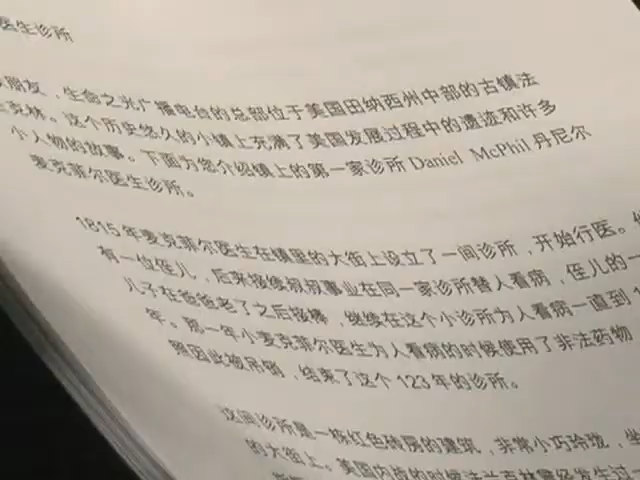 医生诊所
朋友，生命之光广播电台的总部位于美国田纳西州中部的古镇法
克林。这个历史悠久的小镇上充满了美国发展过程中的遗迹和许多
小人物的故事。下面为您介绍镇上的第一家诊所 Daniel McPhil 丹尼尔
麦克菲尔医生诊所。
1815 年麦克菲尔医生在镇里的大街上设立了一间诊所，开始行医。
有一位侄儿，后来接续叔叔事业在同一家诊所替人看病，侄儿的一
儿子在爸爸老了之后接棒，继续在这个小诊所为人看病一直到 1
年。那一年小麦克菲尔医生为人看病的时候使用了非法药物
照因此被吊销，结束了这个 123 年的诊所。
这间诊所是一栋红色砖房的建筑，非常小巧玲珑，坐
的大街上。美国内战的时候法兰克林曾经发生过一